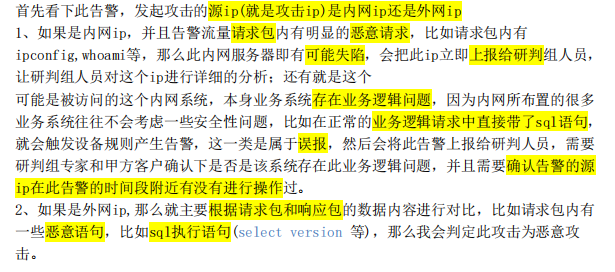 首先看下此告警，发起攻击的源ip(就是攻击ip)是内网ip还是外网ip
1、如果是内网ip，并且告警流量请求包内有明显的恶意请求，比如请求包内有
ipconfig,whoami等，那么此内网服务器即有可能失陷，会把此ip立即上报给研判组人员，
让研判组人员对这个ip进行详细的分析；还有就是这个
可能是被访问的这个内网系统，本身业务系统存在业务逻辑问题，因为内网所布置的很多
业务系统往往不会考虑一些安全性问题，比如在正常的业务逻辑请求中直接带了sql语句，
就会触发设备规则产生告警，这一类是属于误报，然后会将此告警上报给研判人员，需要
研判组专家和甲方客户确认下是否是该系统存在此业务逻辑问题，并且需要确认告警的源
ip在此告警的时间段附近有没有进行操作过。
2、如果是外网ip,那么就主要根据请求包和响应包的数据内容进行对比，比如请求包内有
一些恶意语句，比如sql执行语句(select version 等)，那么我会判定此攻击为恶意攻
击。